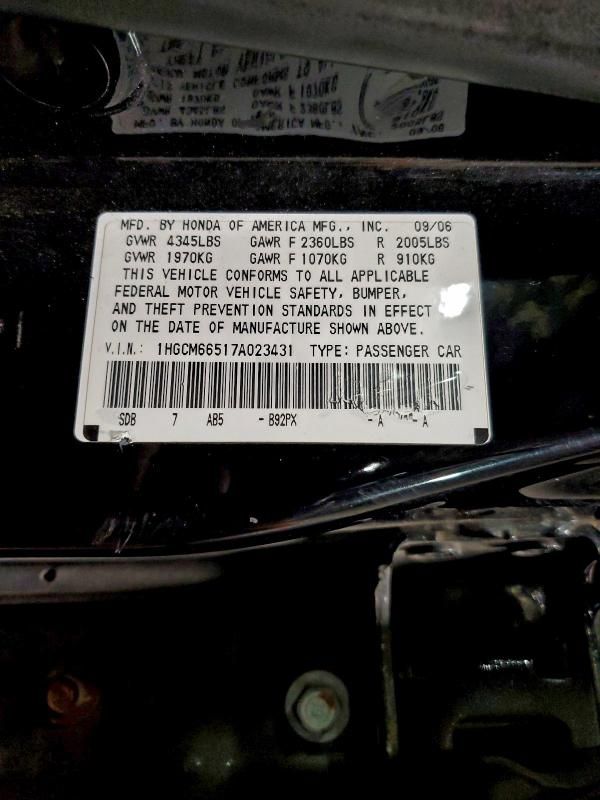 MFD. BY HONDA OF AMERICA MFG., INC. 09/06
GVWR 4345LBS GAWR F 2360LBS R 2005LBS
GVWR 1970KG GAWR F 1070KG R 910KG
THIS VEHICLE CONFORMS TO ALL APPLICABLE
FEDERAL MOTOR VEHICLE SAFETY, BUMPER,
AND THEFT PREVENTION STANDARDS IN EFFECT
ON THE DATE OF MANUFACTURE SHOWN ABOVE.
V.I.N.: 1HGCM66517A023431 TYPE: PASSENGER CAR
SDB 7 AB5 - B92PX - A - A